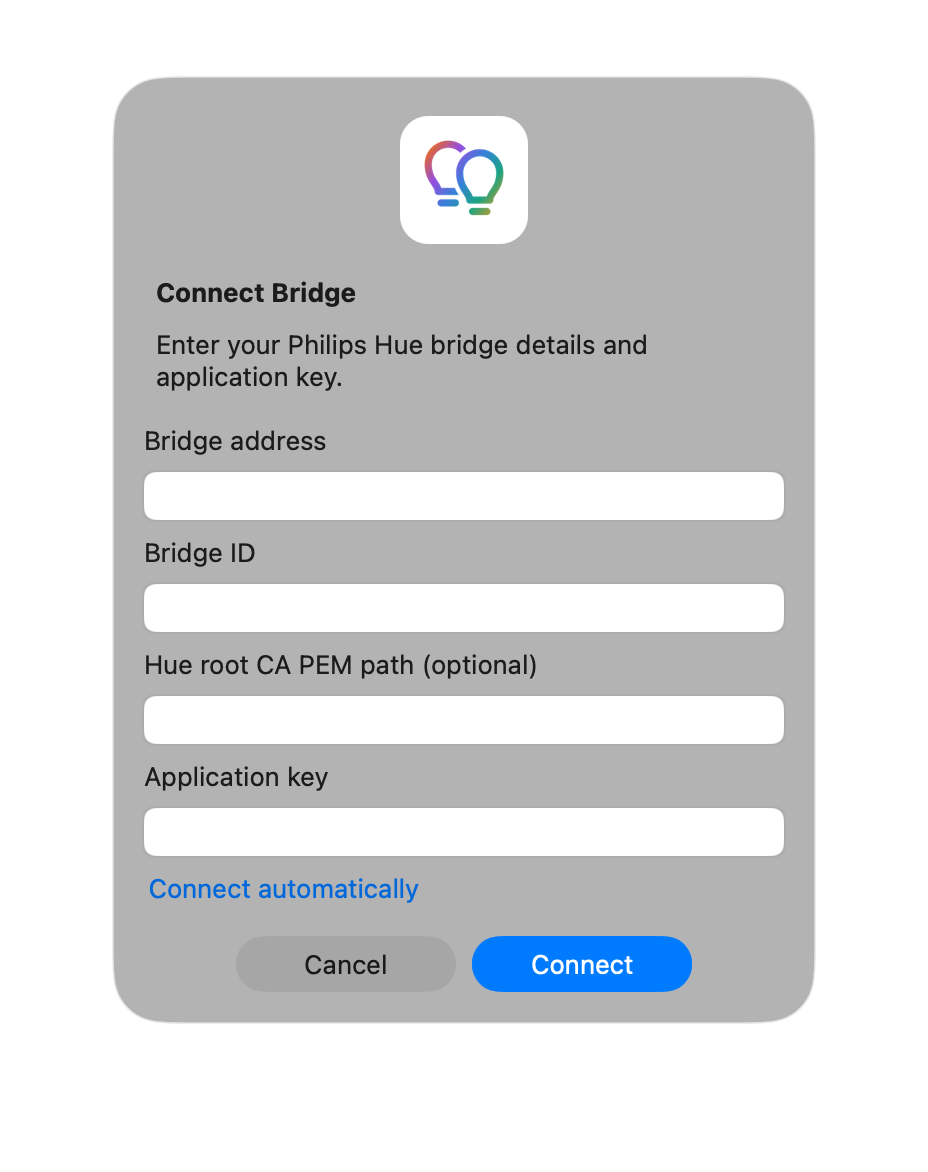 Connect Bridge
Enter your Philips Hue bridge details and
application key.
Bridge address
Bridge ID
Hue root CA PEM path (optional)
Application key
Connect automatically
Cancel
Connect